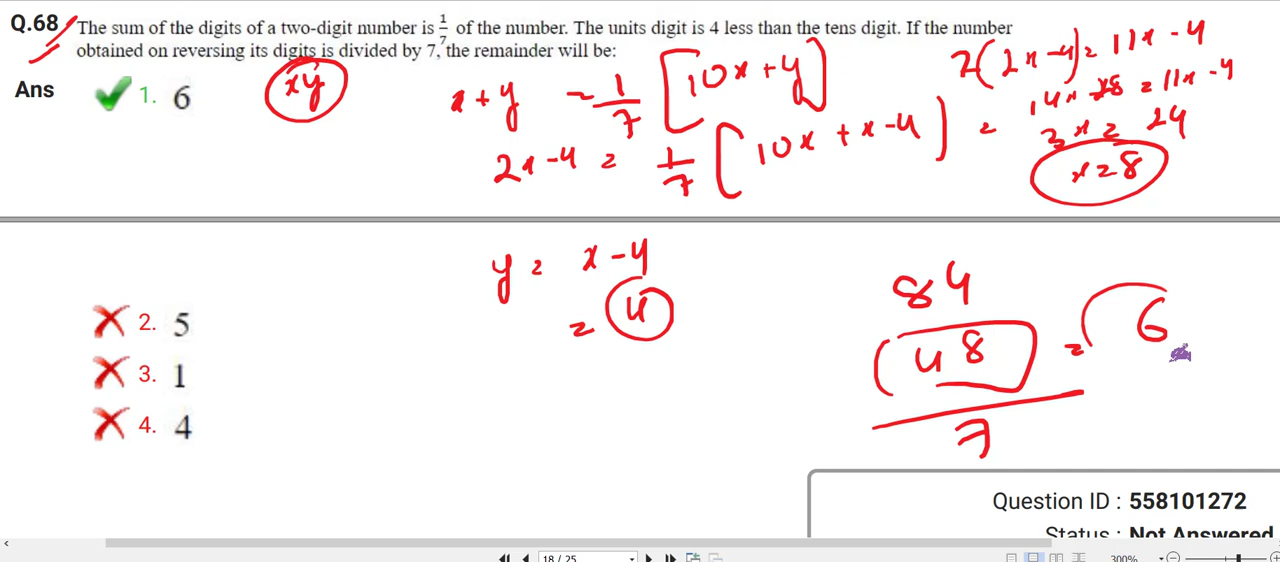 Q.68 The sum of the digits of a two-digit number is 1/7 of the number. The units digit is 4 less than the tens digit. If the number
obtained on reversing its digits is divided by 7, the remainder will be:
Ans 1. 6
xy
x + y = 1/7 [10x + y]
2x - 4 = 1/7 [10x + x - 4] =
7(2x - 4) = 11x - 4
14x - 28 = 11x - 4
3x = 24
x = 8
y = x - 4
= 4
2. 5
3. 1
4. 4
84
(48 = 6
7
Question ID : 558101272
Status : Not Answered
18 / 25
300%